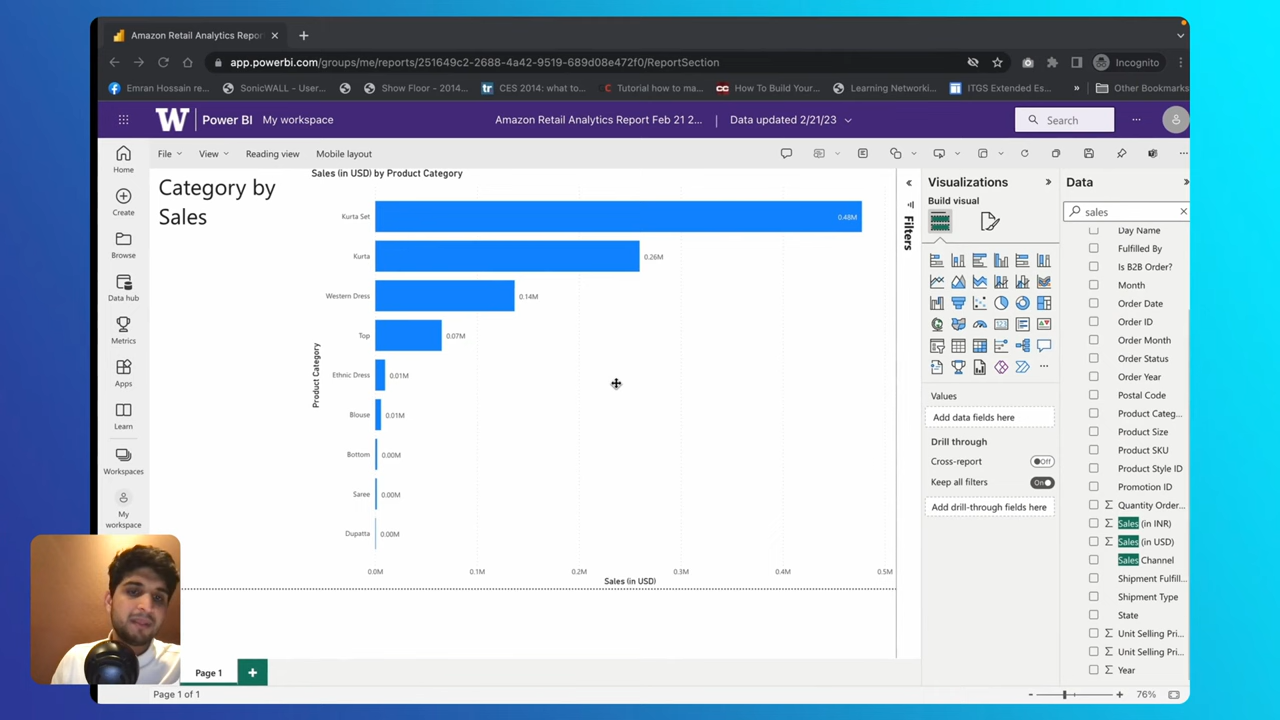 Amazon Retail Analytics Repor
app.powerbi.com/groups/me/reports/251649c2-2688-4a42-9519-689d08e472f0/ReportSection
Incognito
Emran Hossain re...
SonicWALL - User...
Show Floor - 2014...
CES 2014: what to...
Tutorial how to ma...
How To Build Your...
Learning Networki...
ITGS Extended Es...
»
Other Bookmarks
W
Power BI
My workspace
Amazon Retail Analytics Report Feb 21 2...
Data updated 2/21/23
Search
File
View
Reading view
Mobile layout
Home
Create
Browse
Data hub
Metrics
Apps
Learn
Workspaces
My
workspace
Category by
Sales
Sales (in USD) by Product Category
Product Category
Kurta Set
0.48M
Kurta
0.26M
Western Dress
0.14M
Top
0.07M
Ethnic Dress
0.01M
Blouse
0.01M
Bottom
0.00M
Saree
0.00M
Dupatta
0.00M
0.0M
0.1M
0.2M
0.3M
0.4M
0.5M
Sales (in USD)
Filters
Visualizations
Build visual
Values
Add data fields here
Drill through
Cross-report
Off
Keep all filters
On
Add drill-through fields here
Data
sales
Day Name
Fulfilled By
Is B2B Order?
Month
Order Date
Order ID
Order Month
Order Status
Order Year
Postal Code
Product Categ...
Product Size
Product SKU
Product Style ID
Promotion ID
Quantity Order...
Sales (in INR)
Sales (in USD)
Sales Channel
Shipment Fulfill...
Shipment Type
State
Unit Selling Pri...
Unit Selling Pri...
Year
Page 1
Page 1 of 1
76%